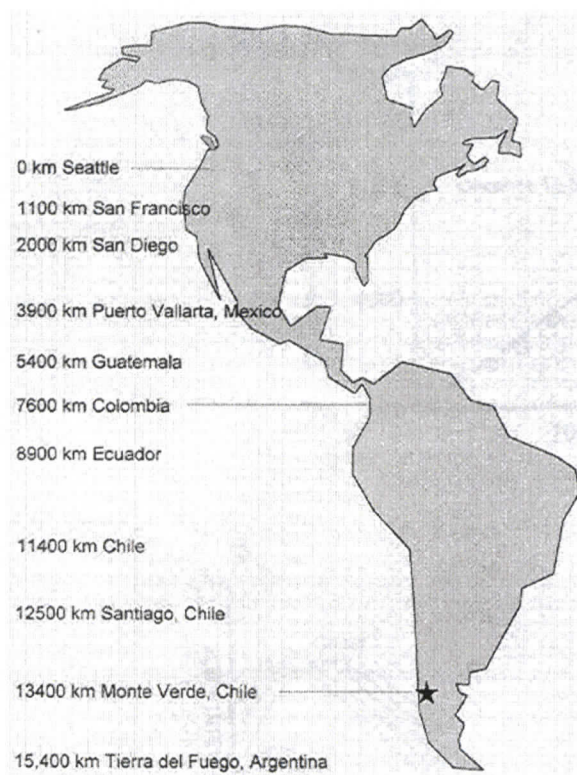 0 km Seattle
1100 km San Francisco
2000 km San Diego
3900 km Puerto Vallarta, Mexico
5400 km Guatemala
7600 km Colombia
8900 km Ecuador
11400 km Chile
12500 km Santiago, Chile
13400 km Monte Verde, Chile
15,400 km Tierra del Fuego, Argentina